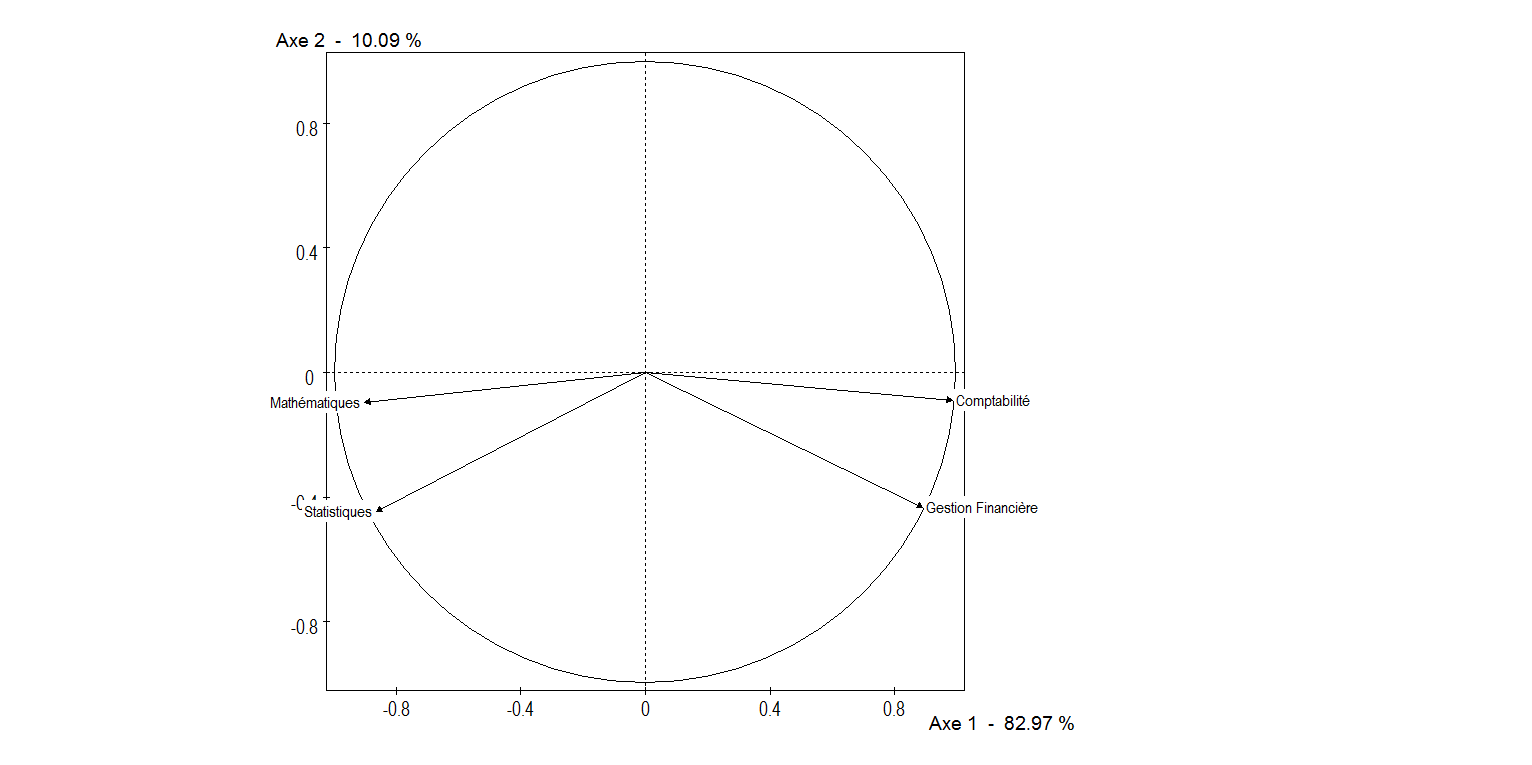 Axe 2 - 10.09 %
0.8
0.4
0
Mathématiques
Comptabilité
Gestion Financière
Statistiques
-0.8
-0.8
-0.4
0
0.4
0.8
Axe 1 - 82.97 %